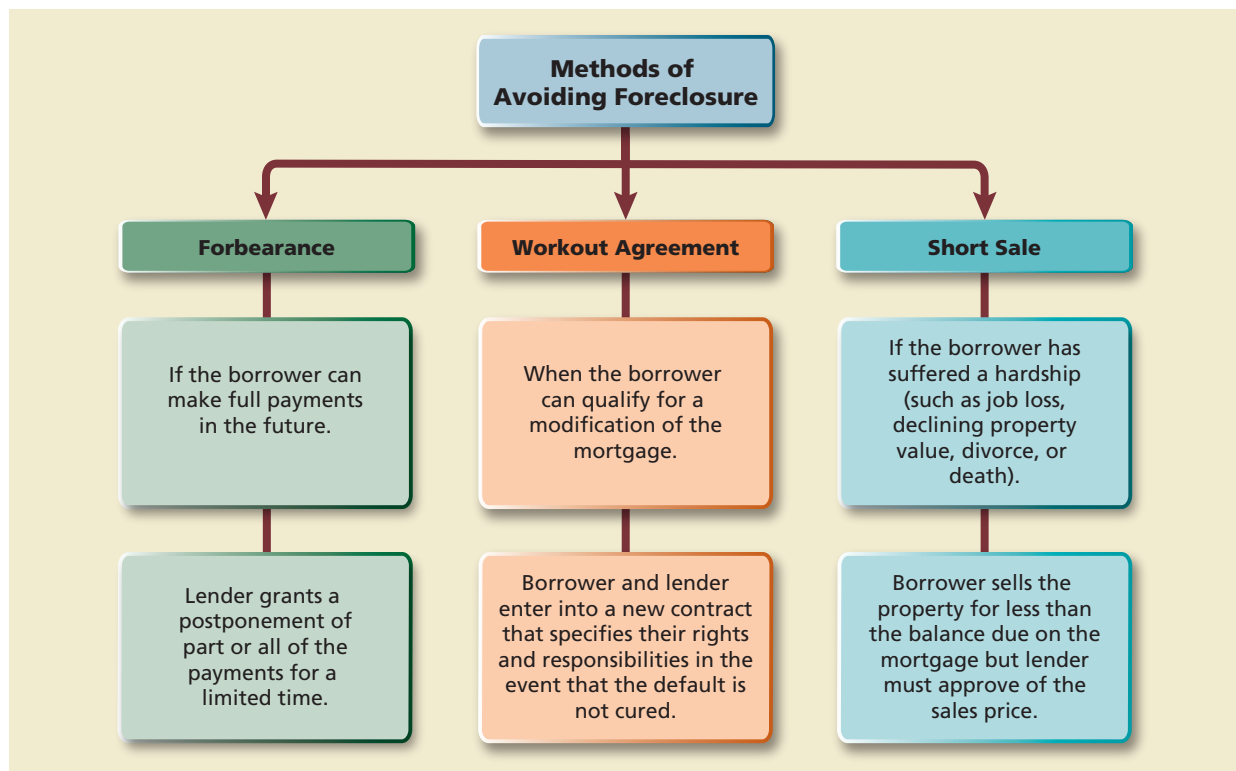 Methods of
Avoiding Foreclosure
Forbearance
If the borrower can
make full payments
in the future.
Lender grants a
postponement of
part or all of the
payments for a
limited time.
Workout Agreement
When the borrower
can qualify for a
modification of the
mortgage.
Borrower and lender
enter into a new contract
that specifies their rights
and responsibilities in the
event that the default is
not cured.
Short Sale
If the borrower has
suffered a hardship
(such as job loss,
declining property
value, divorce, or
death).
Borrower sells the
property for less than
the balance due on the
mortgage but lender
must approve of the
sales price.